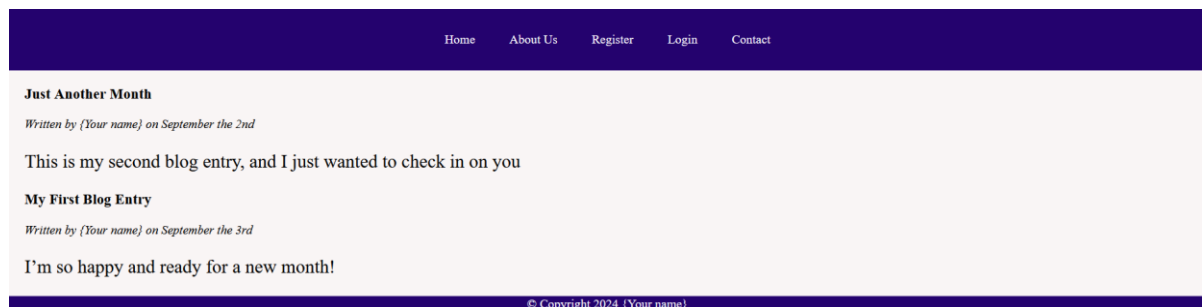 Home About Us Register Login Contact
Just Another Month
Written by {Your name} on September the 2nd
This is my second blog entry, and I just wanted to check in on you
My First Blog Entry
Written by {Your name} on September the 3rd
I’m so happy and ready for a new month!
© Copyright 2024 {Your name}